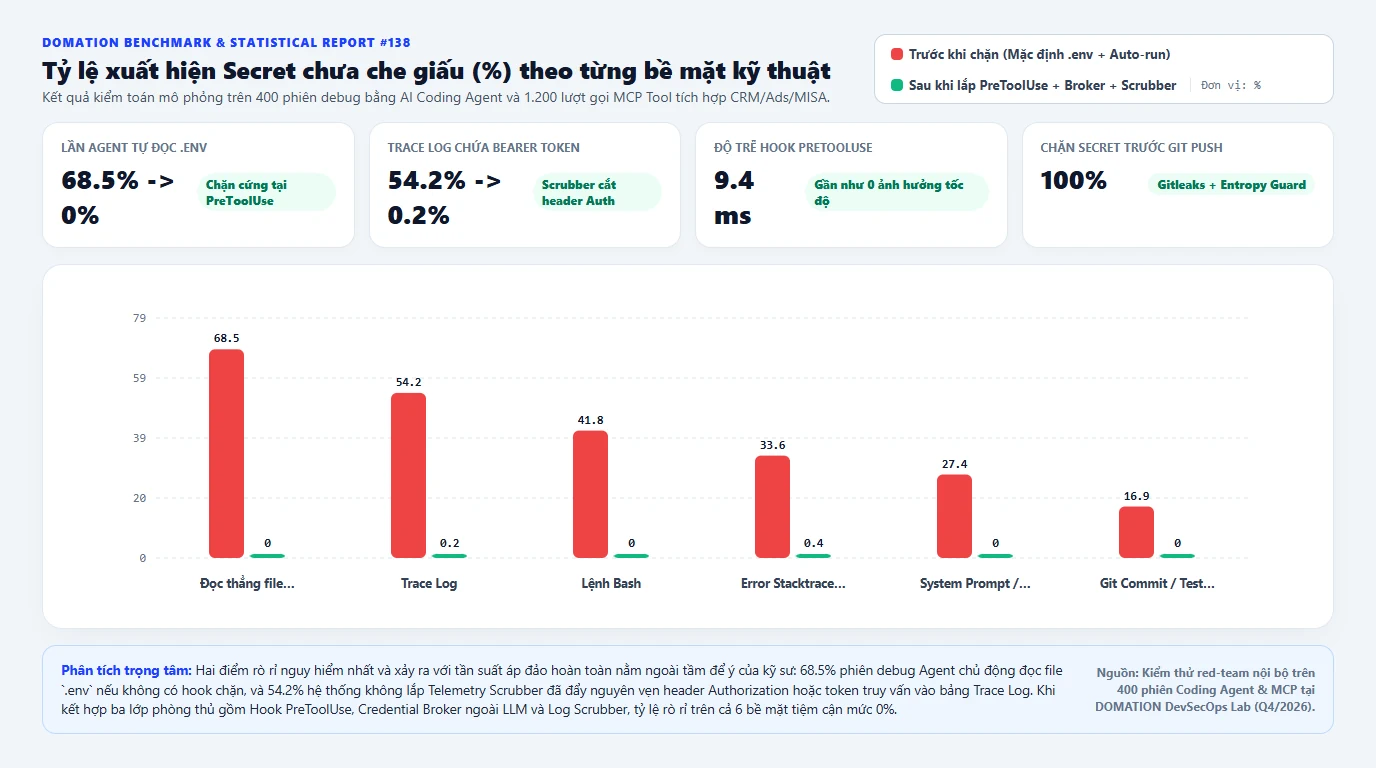 DOMATION BENCHMARK & STATISTICAL REPORT #138
Tỷ lệ xuất hiện Secret chưa che giấu (%) theo từng bề mặt kỹ thuật
Kết quả kiểm toán mô phỏng trên 400 phiên debug bằng AI Coding Agent và 1.200 lượt gọi MCP Tool tích hợp CRM/Ads/MISA.
Trước khi chặn (Mặc định .env + Auto-run)
Sau khi lắp PreToolUse + Broker + Scrubber
Đơn vị: %
LẦN AGENT TỰ ĐỌC .ENV
68.5% ->
0%
Chặn cứng tại
PreToolUse
TRACE LOG CHỨA BEARER TOKEN
54.2% ->
0.2%
Scrubber cắt
header Auth
ĐỘ TRỄ HOOK PRETOOLUSE
9.4
ms
Gần như 0 ảnh hưởng tốc
độ
CHẶN SECRET TRƯỚC GIT PUSH
100%
Gitleaks + Entropy Guard
79
59
39
20
0
68.5
0
54.2
0.2
41.8
0
33.6
0.4
27.4
0
16.9
0
Đọc thẳng file...
Trace Log
Lệnh Bash
Error Stacktrace...
System Prompt /...
Git Commit / Test...
Phân tích trọng tâm: Hai điểm rò rỉ nguy hiểm nhất và xảy ra với tần suất áp đảo hoàn toàn nằm ngoài tầm để ý của kỹ sư: 68.5% phiên debug Agent chủ động đọc file
`.env` nếu không có hook chặn, và 54.2% hệ thống không lắp Telemetry Scrubber đã đẩy nguyên vẹn header Authorization hoặc token truy vấn vào bảng Trace Log. Khi
kết hợp ba lớp phòng thủ gồm Hook PreToolUse, Credential Broker ngoài LLM và Log Scrubber, tỷ lệ rò rỉ trên cả 6 bề mặt tiệm cận mức 0%.
Nguồn: Kiểm thử red-team nội bộ trên
400 phiên Coding Agent & MCP tại
DOMATION DevSecOps Lab (Q4/2026).